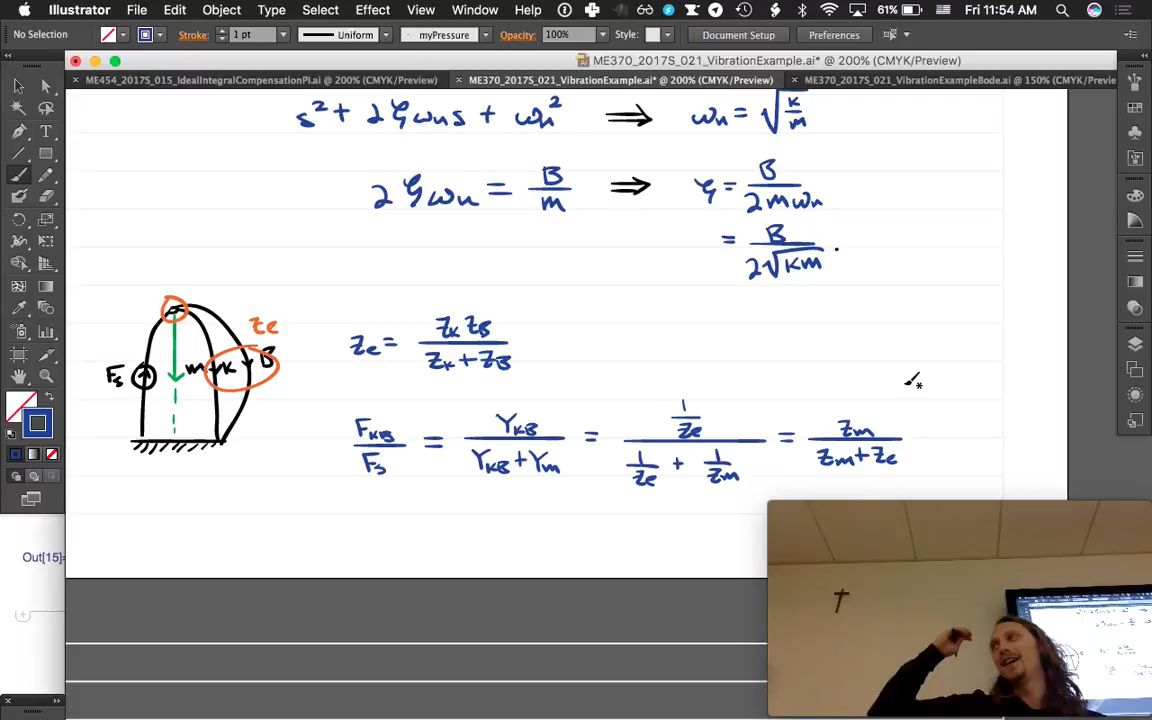 Illustrator File Edit Object Type Select Effect View Window Help 61% Fri 11:54 AM
No Selection Stroke: 1 pt Uniform myPressure Opacity: 100% Style: Document Setup Preferences
ME370_2017S_021_VibrationExample.ai* @ 200% (CMYK/Preview)
ME454_2017S_015_IdealIntegralCompensationPI.ai @ 200% (CMYK/Preview) ME370_2017S_021_VibrationExample.ai* @ 200% (CMYK/Preview) ME370_2017S_021_VibrationExampleBode.ai @ 150% (CMYK/Preview)
s² + 2ζωₙs + ωₙ² ⟹ ωₙ = √(k/m)
2ζωₙ = B/m ⟹ ζ = B/(2mωₙ)
= B/(2√(km)).
Fs m k B Ze
Ze = ZkZB/(Zk+ZB)
FkB/Fs = YkB/(YkB+Ym) = (1/Ze)/(1/Ze + 1/Zm) = Zm/(Zm+Ze)
Out[15]=